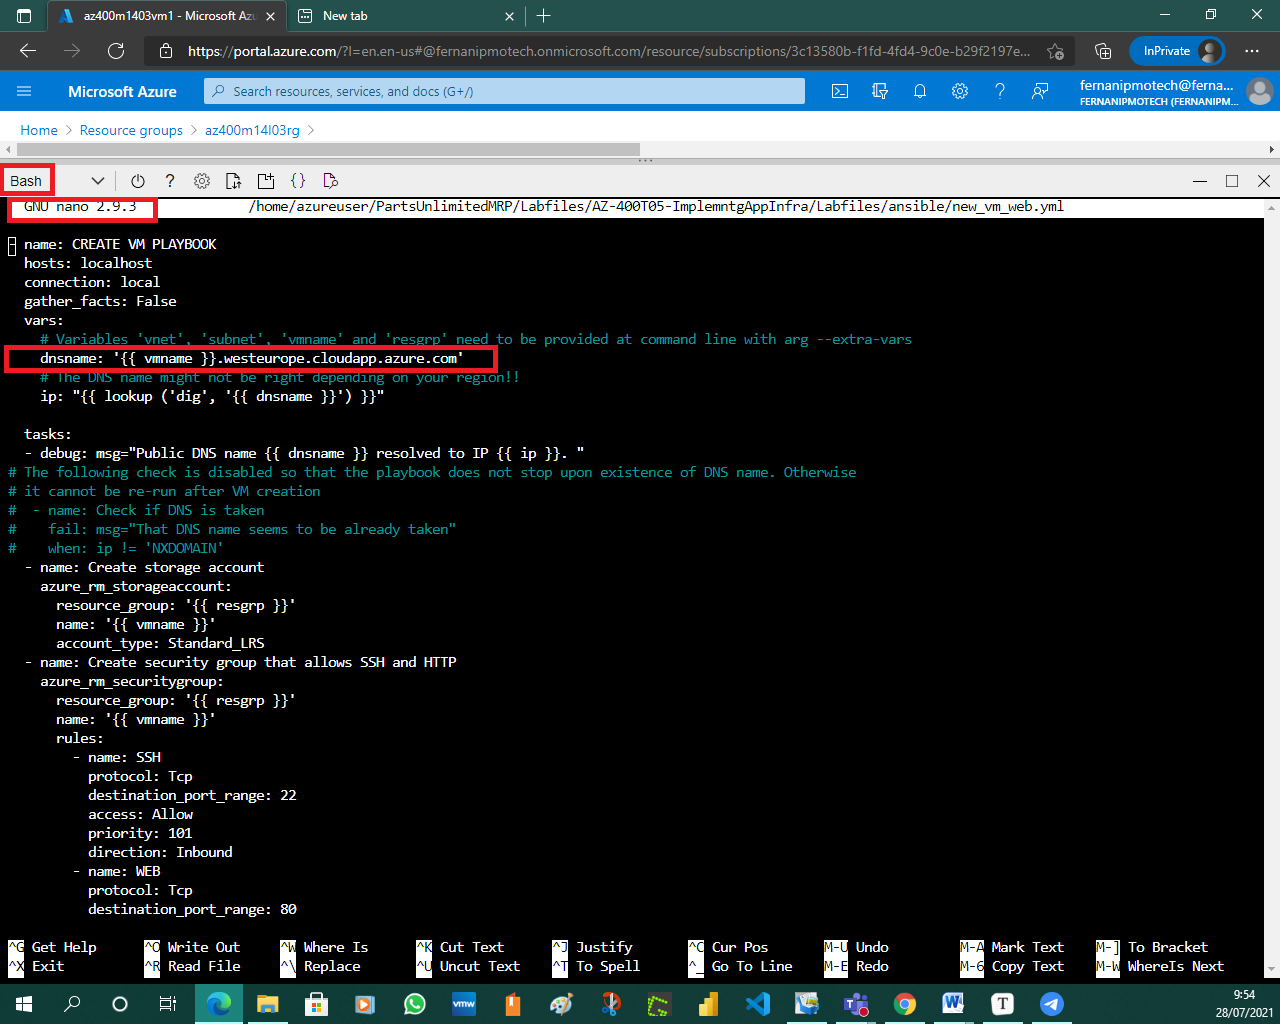 az400m1403vm1 - Microsoft Azu
New tab
https://portal.azure.com/?l=en.en-us#@fernanipmotech.onmicrosoft.com/resource/subscriptions/3c13580b-f1fd-4fd4-9c0e-b29f2197e...
InPrivate
Microsoft Azure
Search resources, services, and docs (G+/)
fernanipmotech@ferna...
FERNANIPMOTECH (FERNANIPM...
Home > Resource groups > az400m14l03rg >
Bash
GNU nano 2.9.3 /home/azureuser/PartsUnlimitedMRP/Labfiles/AZ-400T05-ImplemntgAppInfra/Labfiles/ansible/new_vm_web.yml
- name: CREATE VM PLAYBOOK
hosts: localhost
connection: local
gather_facts: False
vars:
# Variables 'vnet', 'subnet', 'vmname' and 'resgrp' need to be provided at command line with arg --extra-vars
dnsname: '{{ vmname }}.westeurope.cloudapp.azure.com'
# The DNS name might not be right depending on your region!!
ip: "{{ lookup ('dig', '{{ dnsname }}') }}"
tasks:
- debug: msg="Public DNS name {{ dnsname }} resolved to IP {{ ip }}. "
# The following check is disabled so that the playbook does not stop upon existence of DNS name. Otherwise
# it cannot be re-run after VM creation
# - name: Check if DNS is taken
# fail: msg="That DNS name seems to be already taken"
# when: ip != 'NXDOMAIN'
- name: Create storage account
azure_rm_storageaccount:
resource_group: '{{ resgrp }}'
name: '{{ vmname }}'
account_type: Standard_LRS
- name: Create security group that allows SSH and HTTP
azure_rm_securitygroup:
resource_group: '{{ resgrp }}'
name: '{{ vmname }}'
rules:
- name: SSH
protocol: Tcp
destination_port_range: 22
access: Allow
priority: 101
direction: Inbound
- name: WEB
protocol: Tcp
destination_port_range: 80
^G Get Help ^O Write Out ^W Where Is ^K Cut Text ^J Justify ^C Cur Pos M-U Undo M-A Mark Text M-] To Bracket
^X Exit ^R Read File ^\ Replace ^U Uncut Text ^T To Spell ^_ Go To Line M-E Redo M-6 Copy Text M-W WhereIs Next
9:54
28/07/2021